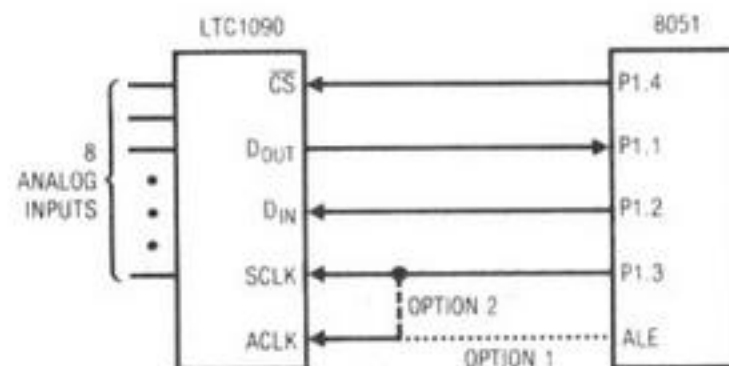 LTC1090
8051
8
ANALOG
INPUTS
C̅S̅
P1.4
DOUT
P1.1
DIN
P1.2
SCLK
P1.3
OPTION 2
ACLK
ALE
OPTION 1